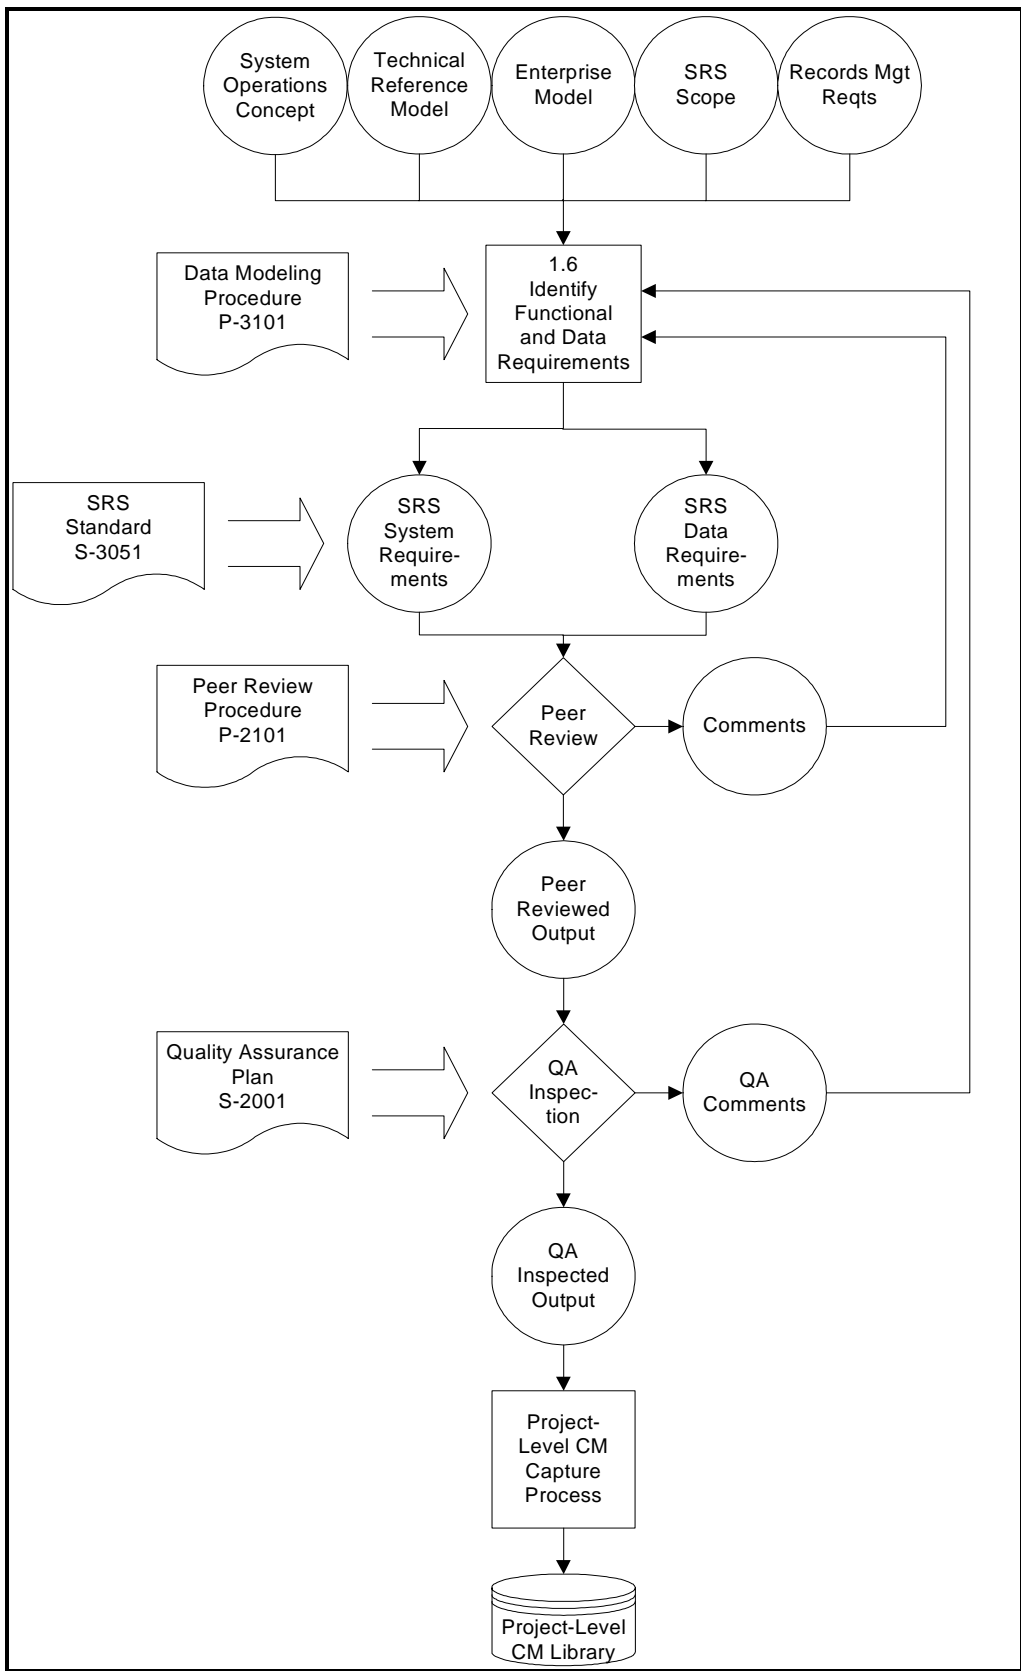 System
Operations
Concept
Technical
Reference
Model
Enterprise
Model
SRS
Scope
Records Mgt
Reqts
Data Modeling
Procedure
P-3101
1.6
Identify
Functional
and Data
Requirements
SRS
Standard
S-3051
SRS
System
Require-
ments
SRS
Data
Require-
ments
Peer Review
Procedure
P-2101
Peer
Review
Comments
Peer
Reviewed
Output
Quality Assurance
Plan
S-2001
QA
Inspec-
tion
QA
Comments
QA
Inspected
Output
Project-
Level CM
Capture
Process
Project-Level
CM Library